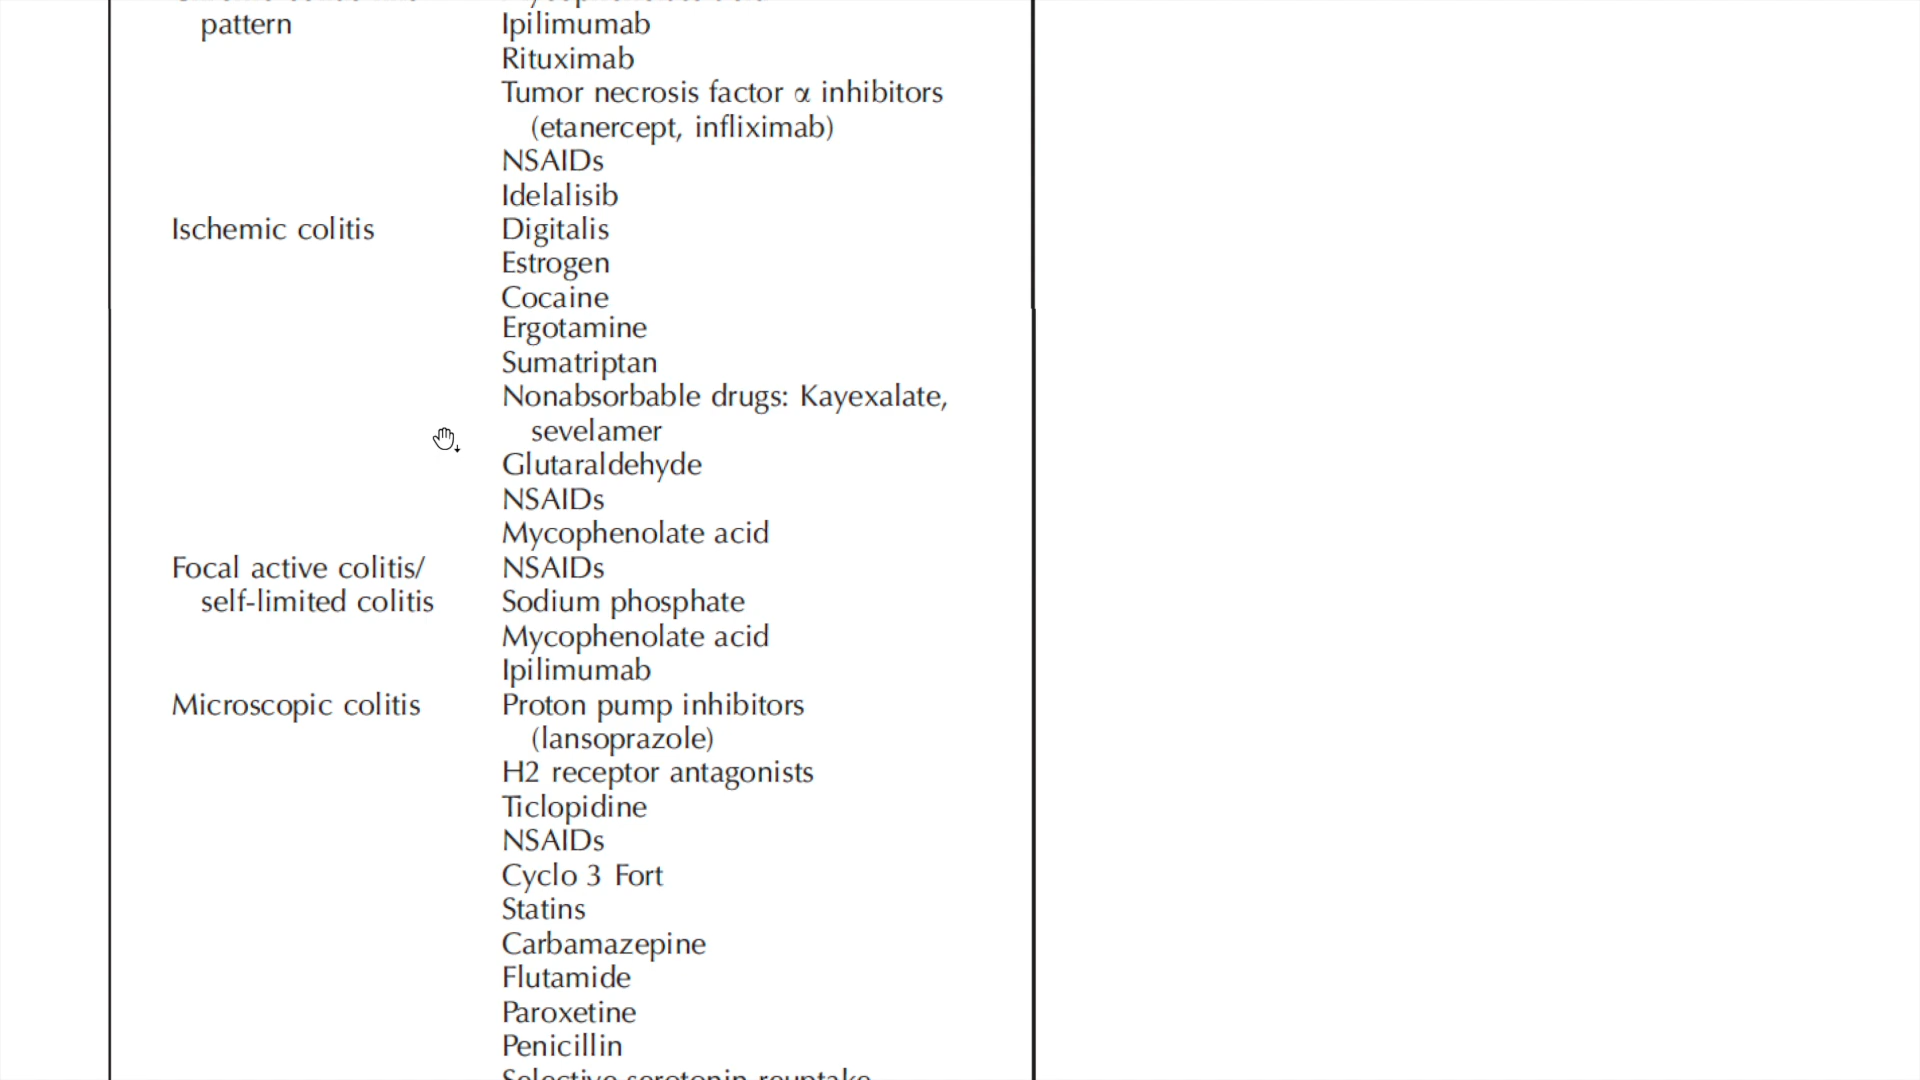 pattern Ipilimumab
Rituximab
Tumor necrosis factor α inhibitors
(etanercept, infliximab)
NSAIDs
Idelalisib
Ischemic colitis Digitalis
Estrogen
Cocaine
Ergotamine
Sumatriptan
Nonabsorbable drugs: Kayexalate,
sevelamer
Glutaraldehyde
NSAIDs
Mycophenolate acid
Focal active colitis/ NSAIDs
self-limited colitis Sodium phosphate
Mycophenolate acid
Ipilimumab
Microscopic colitis Proton pump inhibitors
(lansoprazole)
H2 receptor antagonists
Ticlopidine
NSAIDs
Cyclo 3 Fort
Statins
Carbamazepine
Flutamide
Paroxetine
Penicillin
Selective serotonin reuptake